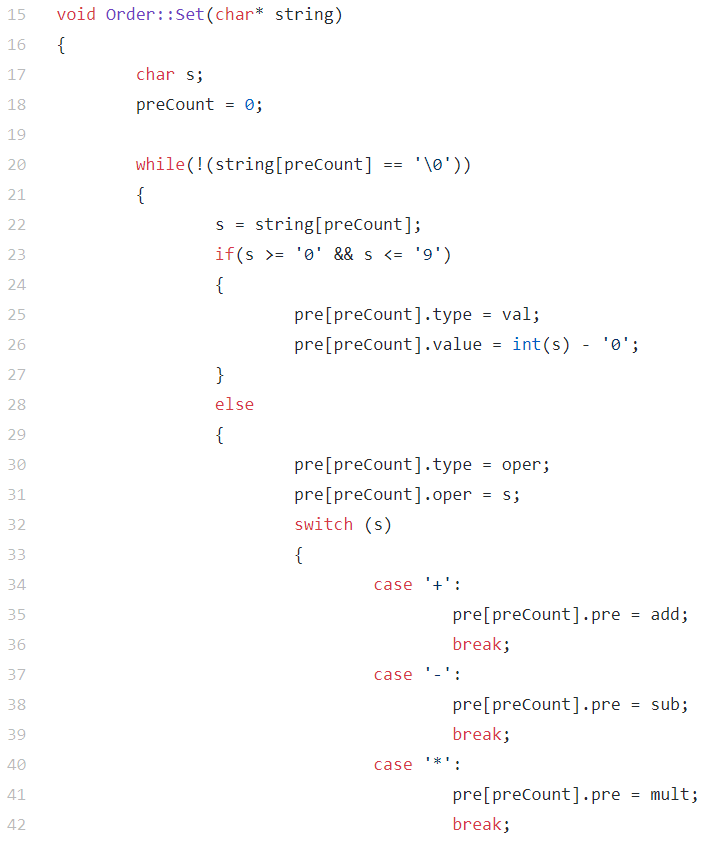 15 void Order::Set(char* string)
16 {
17 char s;
18 preCount = 0;
19
20 while(!(string[preCount] == '\0'))
21 {
22 s = string[preCount];
23 if(s >= '0' && s <= '9')
24 {
25 pre[preCount].type = val;
26 pre[preCount].value = int(s) - '0';
27 }
28 else
29 {
30 pre[preCount].type = oper;
31 pre[preCount].oper = s;
32 switch (s)
33 {
34 case '+':
35 pre[preCount].pre = add;
36 break;
37 case '-':
38 pre[preCount].pre = sub;
39 break;
40 case '*':
41 pre[preCount].pre = mult;
42 break;